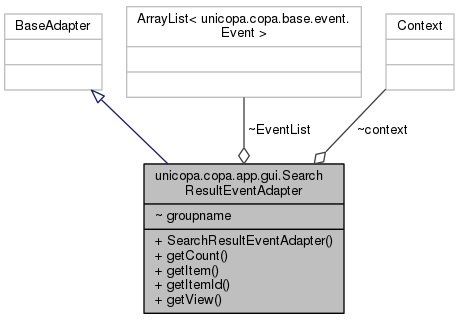 BaseAdapter
ArrayList< unicopa.copa.base.event.
Event >
Context
~EventList
~context
unicopa.copa.app.gui.Search
ResultEventAdapter
~ groupname
+ SearchResultEventAdapter()
+ getCount()
+ getItem()
+ getItemId()
+ getView()